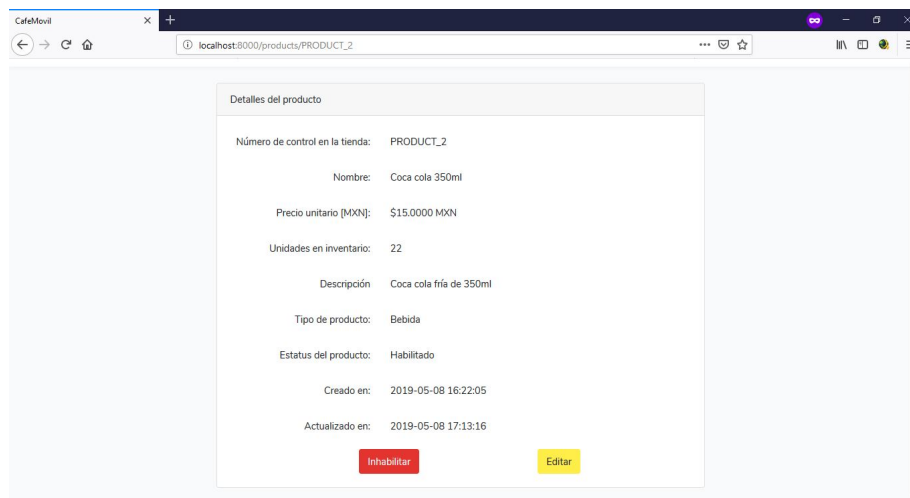 CafeMovil
localhost:8000/products/PRODUCT_2
Detalles del producto
Número de control en la tienda: PRODUCT_2
Nombre: Coca cola 350ml
Precio unitario [MXN]: $15.0000 MXN
Unidades en inventario: 22
Descripción Coca cola fría de 350ml
Tipo de producto: Bebida
Estatus del producto: Habilitado
Creado en: 2019-05-08 16:22:05
Actualizado en: 2019-05-08 17:13:16
Inhabilitar Editar